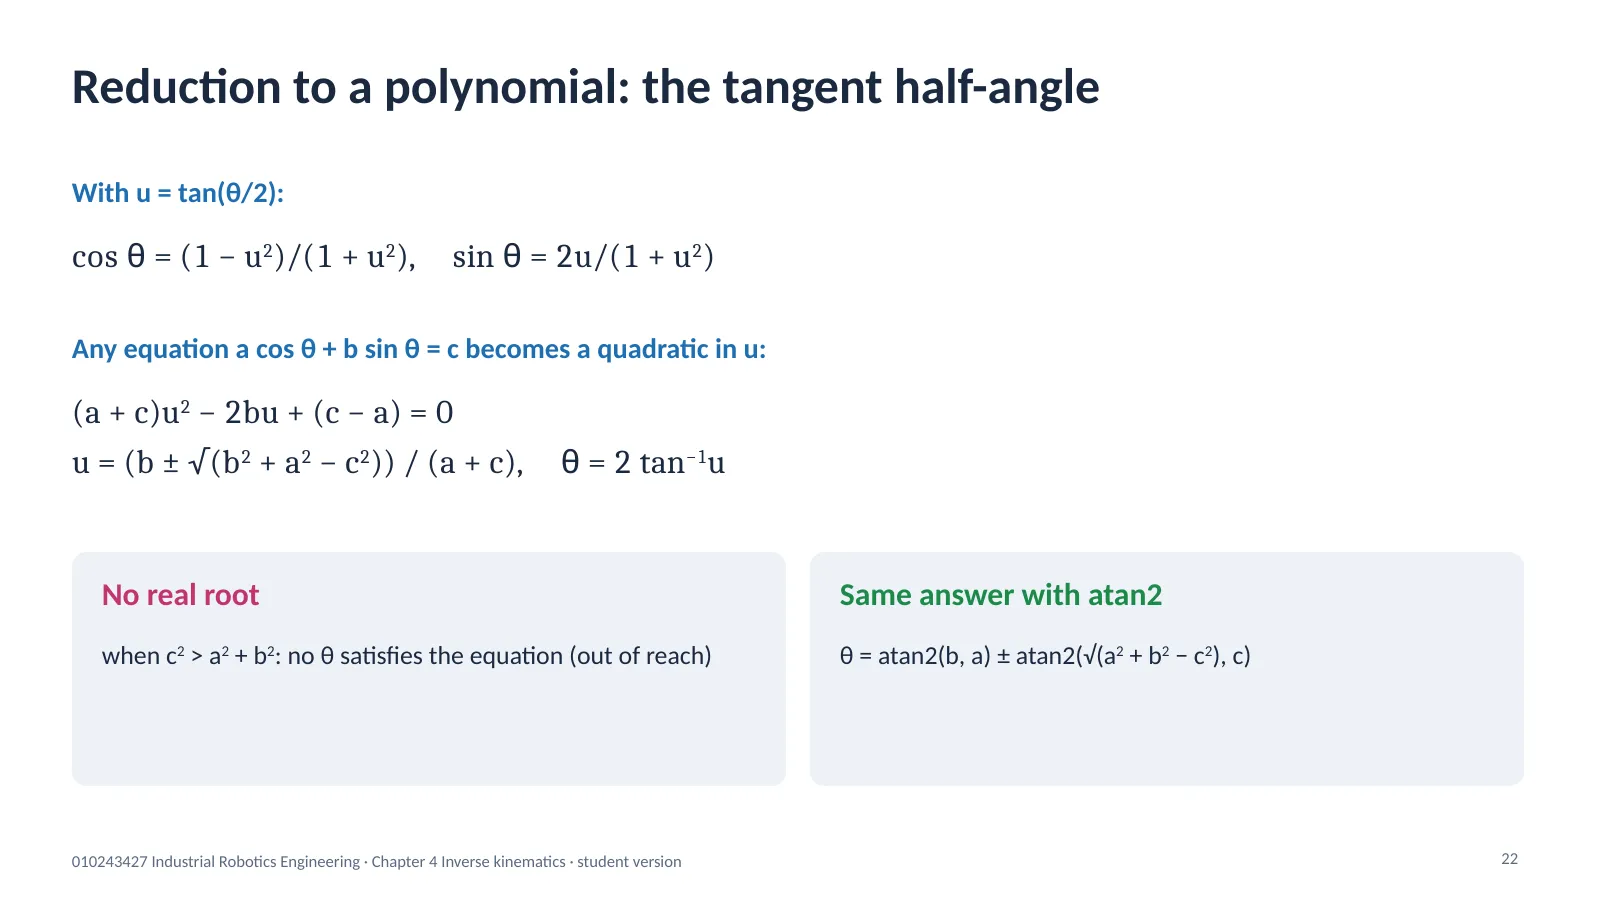 Reduction to a polynomial: the tangent half-angle
With u = tan(θ/2):
cos θ = (1 − u²)/(1 + u²), sin θ = 2u/(1 + u²)
Any equation a cos θ + b sin θ = c becomes a quadratic in u:
(a + c)u² − 2bu + (c − a) = 0
u = (b ± √(b² + a² − c²)) / (a + c), θ = 2 tan⁻¹u
No real root
when c² > a² + b²: no θ satisfies the equation (out of reach)
Same answer with atan2
θ = atan2(b, a) ± atan2(√(a² + b² − c²), c)
010243427 Industrial Robotics Engineering · Chapter 4 Inverse kinematics · student version
22